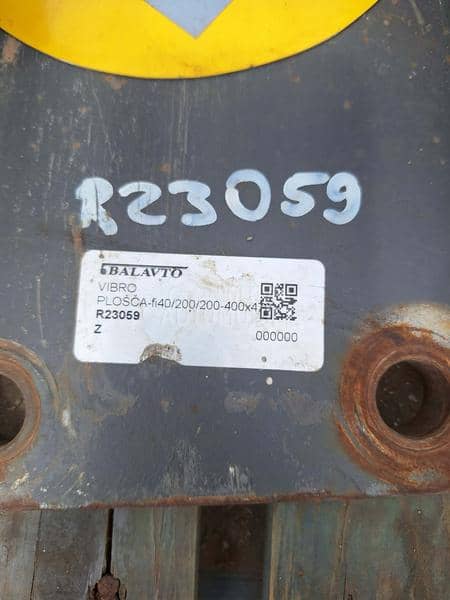 R23059
BALAVTO
VIBRO
PLOŠČA-fi40/200/200-400x4
R23059
Z
000000